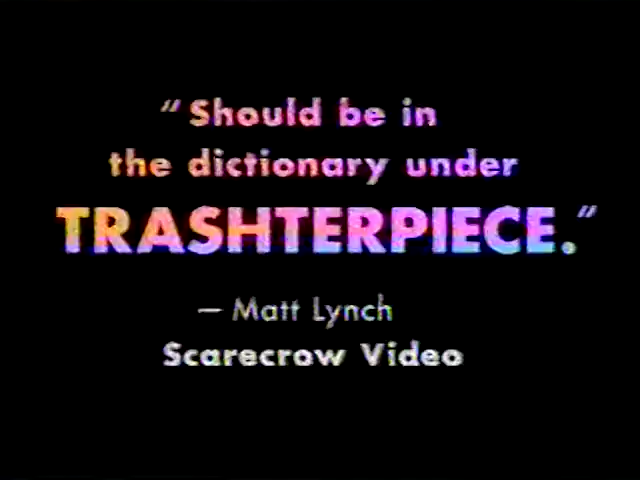 "Should be in
the dictionary under
TRASHTERPIECE."
— Matt Lynch
Scarecrow Video